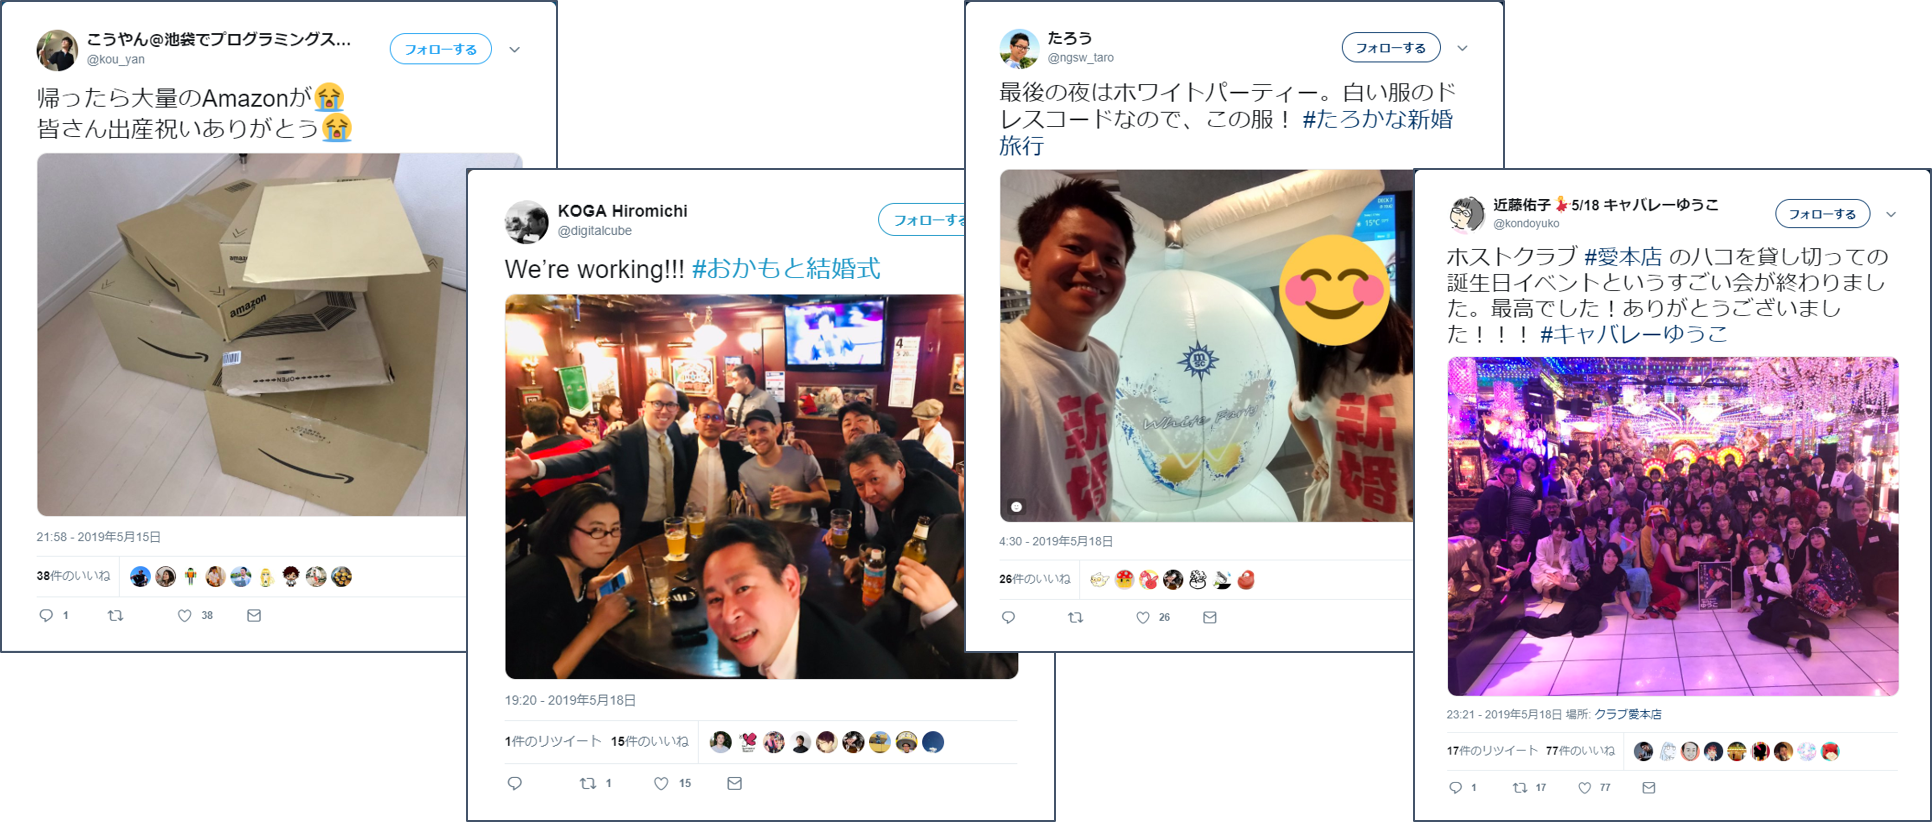 こうやん@池袋でプログラミングス...
@kou_yan
フォローする
帰ったら大量のAmazonが😭
皆さん出産祝いありがとう😭
amazon
OPEN
21:58 - 2019年5月15日
38件のいいね
1
38
KOGA Hiromichi
@digitalcube
フォローする
We’re working!!! #おかもと結婚式
19:20 - 2019年5月18日
1件のリツイート 15件のいいね
1
15
たろう
@ngsw_taro
フォローする
最後の夜はホワイトパーティー。白い服のド
レスコードなので、この服！ #たろかな新婚
旅行
DECK 7
15°C
msc
White Party
新婚
新婚
4:30 - 2019年5月18日
26件のいいね
26
近藤佑子💃5/18 キャバレーゆうこ
@kondoyuko
フォローする
ホストクラブ #愛本店 のハコを貸し切っての
誕生日イベントというすごい会が終わりまし
た。最高でした！ありがとうございまし
た！！！ #キャバレーゆうこ
23:21 - 2019年5月18日 場所: クラブ愛本店
17件のリツイート 77件のいいね
1
17
77